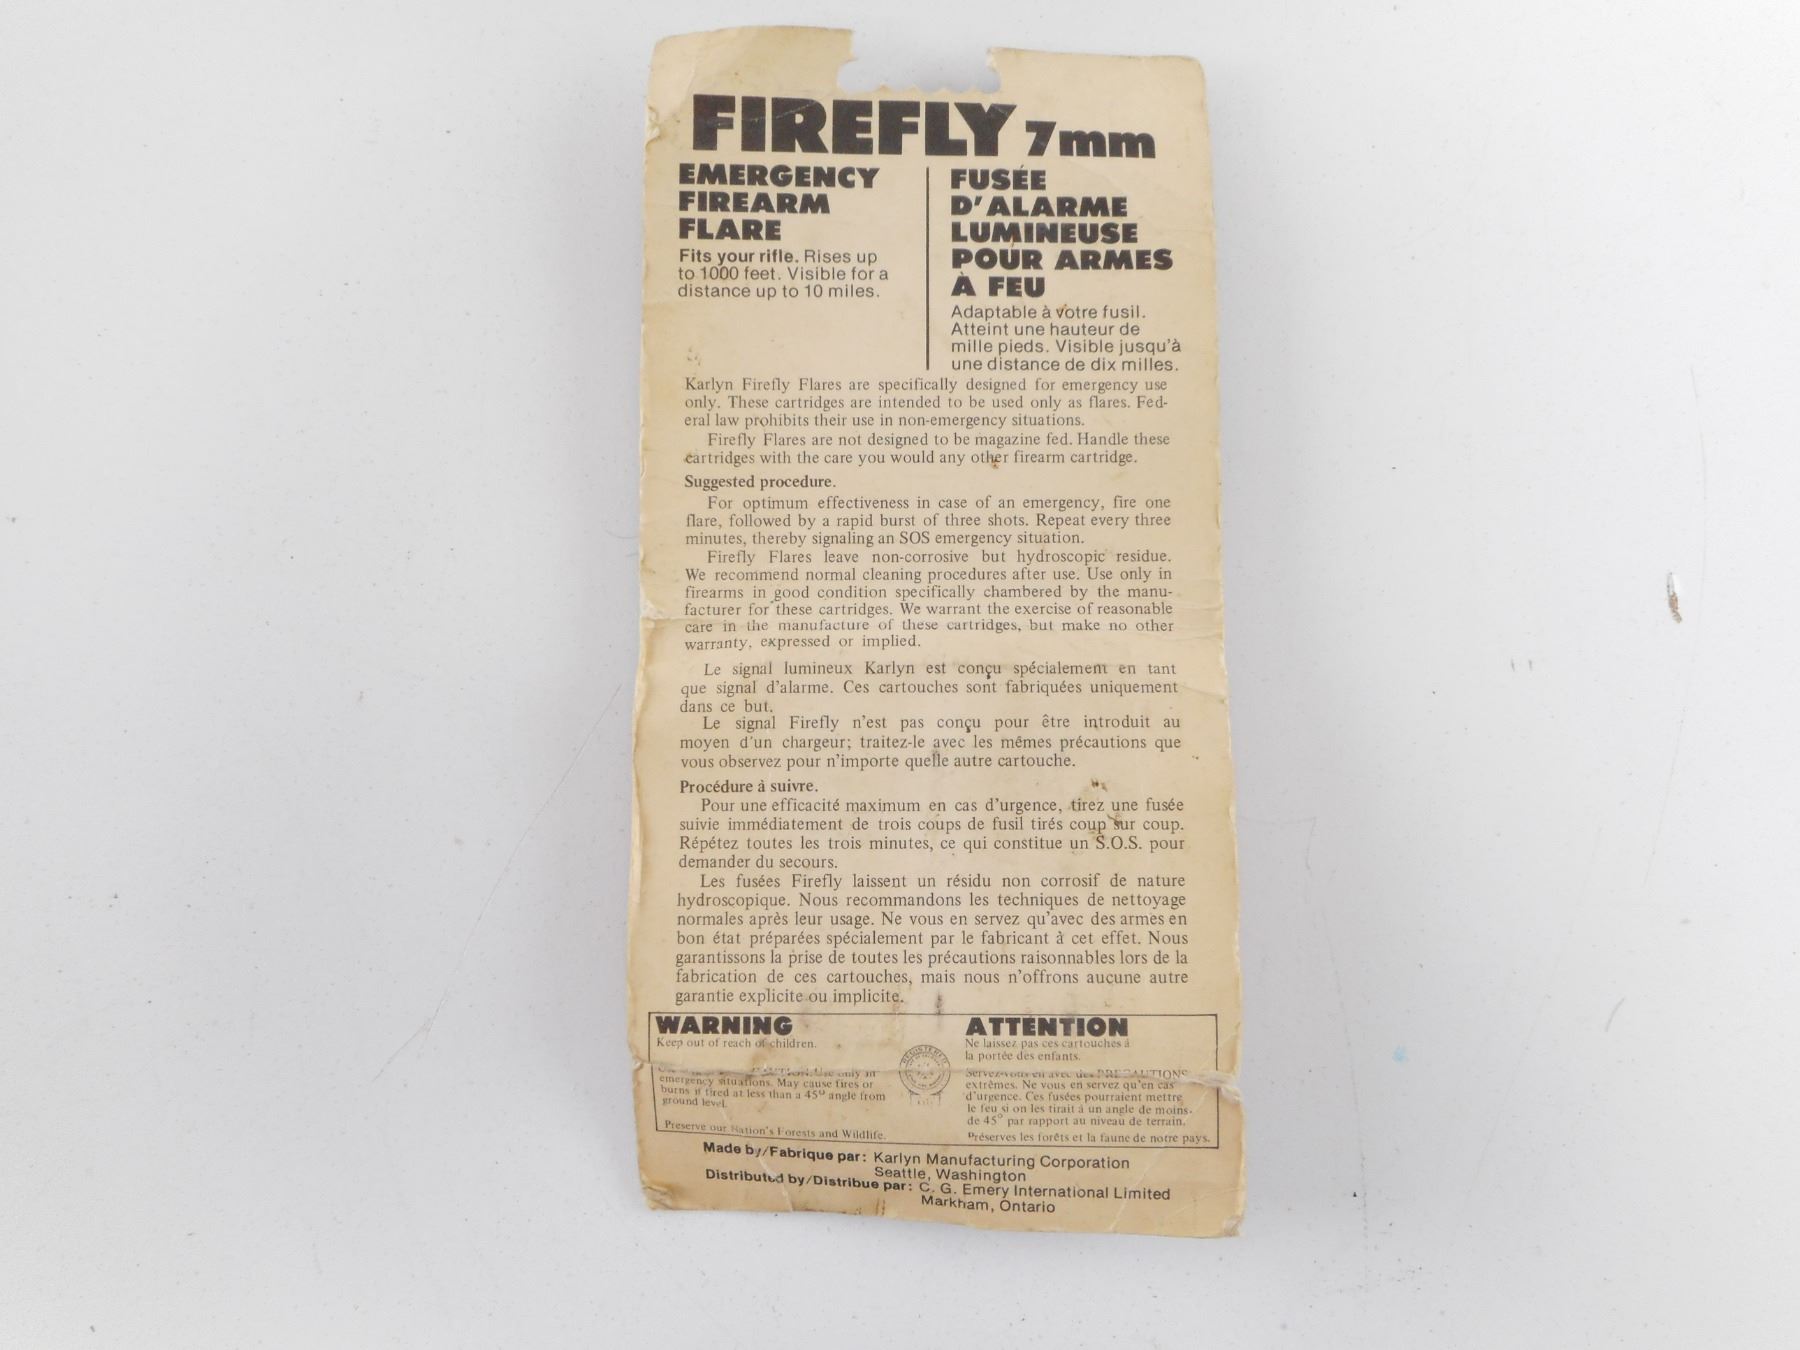 FIREFLY 7mm
EMERGENCY
FIREARM
FLARE
Fits your rifle. Rises up
to 1000 feet. Visible for a
distance up to 10 miles.
FUSÉE
D'ALARME
LUMINEUSE
POUR ARMES
À FEU
Adaptable à votre fusil.
Atteint une hauteur de
mille pieds. Visible jusqu'à
une distance de dix milles.
Karlyn Firefly Flares are specifically designed for emergency use
only. These cartridges are intended to be used only as flares. Fed-
eral law prohibits their use in non-emergency situations.
Firefly Flares are not designed to be magazine fed. Handle these
cartridges with the care you would any other firearm cartridge.
Suggested procedure.
For optimum effectiveness in case of an emergency, fire one
flare, followed by a rapid burst of three shots. Repeat every three
minutes, thereby signaling an SOS emergency situation.
Firefly Flares leave non-corrosive but hydroscopic residue.
We recommend normal cleaning procedures after use. Use only in
firearms in good condition specifically chambered by the manu-
facturer for these cartridges. We warrant the exercise of reasonable
care in the manufacture of these cartridges, but make no other
warranty, expressed or implied.
Le signal lumineux Karlyn est conçu spécialement en tant
que signal d'alarme. Ces cartouches sont fabriquées uniquement
dans ce but.
Le signal Firefly n'est pas conçu pour être introduit au
moyen d'un chargeur; traitez-le avec les mêmes précautions que
vous observez pour n'importe quelle autre cartouche.
Procédure à suivre.
Pour une efficacité maximum en cas d'urgence, tirez une fusée
suivie immédiatement de trois coups de fusil tirés coup sur coup.
Répétez toutes les trois minutes, ce qui constitue un S.O.S. pour
demander du secours.
Les fusées Firefly laissent un résidu non corrosif de nature
hydroscopique. Nous recommandons les techniques de nettoyage
normales après leur usage. Ne vous en servez qu'avec des armes en
bon état préparées spécialement par le fabricant à cet effet. Nous
garantissons la prise de toutes les précautions raisonnables lors de la
fabrication de ces cartouches, mais nous n'offrons aucune autre
garantie explicite ou implicite.
WARNING
Keep out of reach of children.
Use only in
emergency situations. May cause fires or
burns if fired at less than a 45° angle from
ground level.
Preserve our Nation's Forests and Wildlife.
REGISTERED
ATTENTION
Ne laissez pas ces cartouches á
la portée des enfants.
Servez-vous en avec des PRECAUTIONS
extrêmes. Ne vous en servez qu'en cas
d'urgence. Ces fusées pourraient mettre
le feu si on les tirait à un angle de moins
de 45° par rapport au niveau de terrain.
Préserves les forêts et la faune de notre pays.
Made by/Fabrique par: Karlyn Manufacturing Corporation
Seattle, Washington
Distributed by/Distribue par: C. G. Emery International Limited
Markham, Ontario